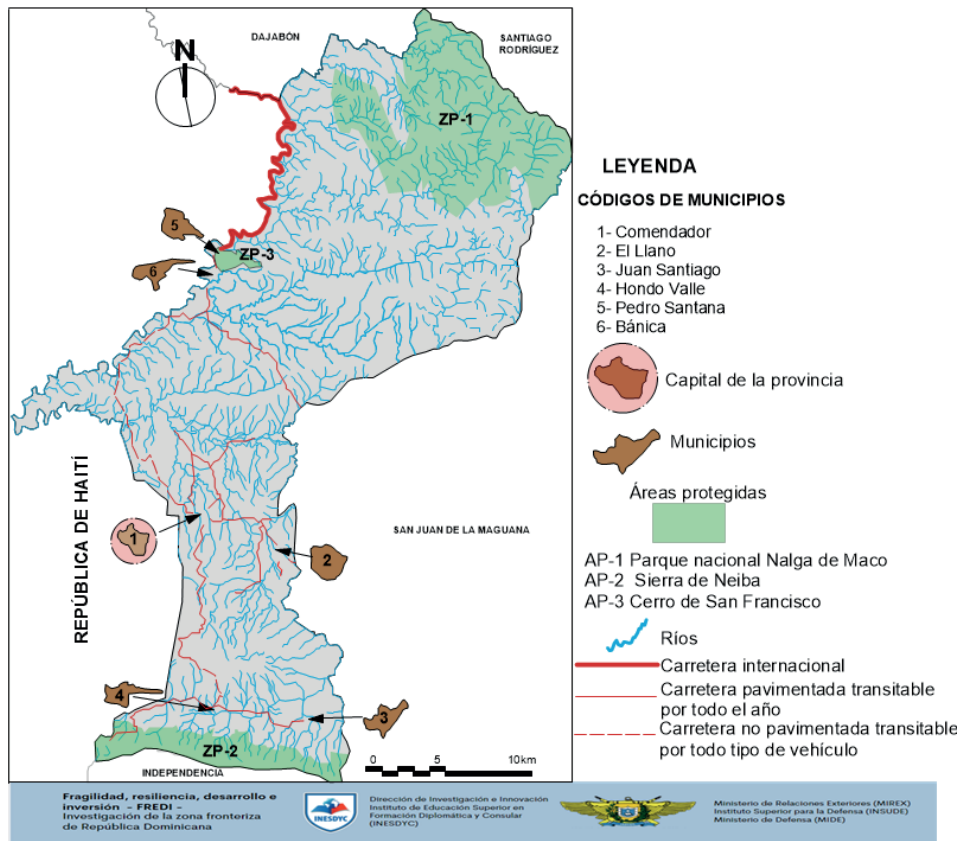 DAJABÓN
SANTIAGO
RODRÍGUEZ
N
ZP-1
5
ZP-3
6
REPÚBLICA DE HAITÍ
SAN JUAN DE LA MAGUANA
1
2
4
3
ZP-2
INDEPENDENCIA
0 5 10km
LEYENDA
CÓDIGOS DE MUNICIPIOS
1- Comendador
2- El Llano
3- Juan Santiago
4- Hondo Valle
5- Pedro Santana
6- Bánica
Capital de la provincia
Municipios
Áreas protegidas
AP-1 Parque nacional Nalga de Maco
AP-2 Sierra de Neiba
AP-3 Cerro de San Francisco
Ríos
Carretera internacional
Carretera pavimentada transitable
por todo el año
Carretera no pavimentada transitable
por todo tipo de vehículo
Fragilidad, resiliencia, desarrollo e
inversión - FREDI -
Investigación de la zona fronteriza
de República Dominicana
INESDYC
Dirección de Investigación e Innovación
Instituto de Educación Superior en
Formación Diplomática y Consular
(INESDYC)
Ministerio de Relaciones Exteriores (MIREX)
Instituto Superior para la Defensa (INSUDE)
Ministerio de Defensa (MIDE)